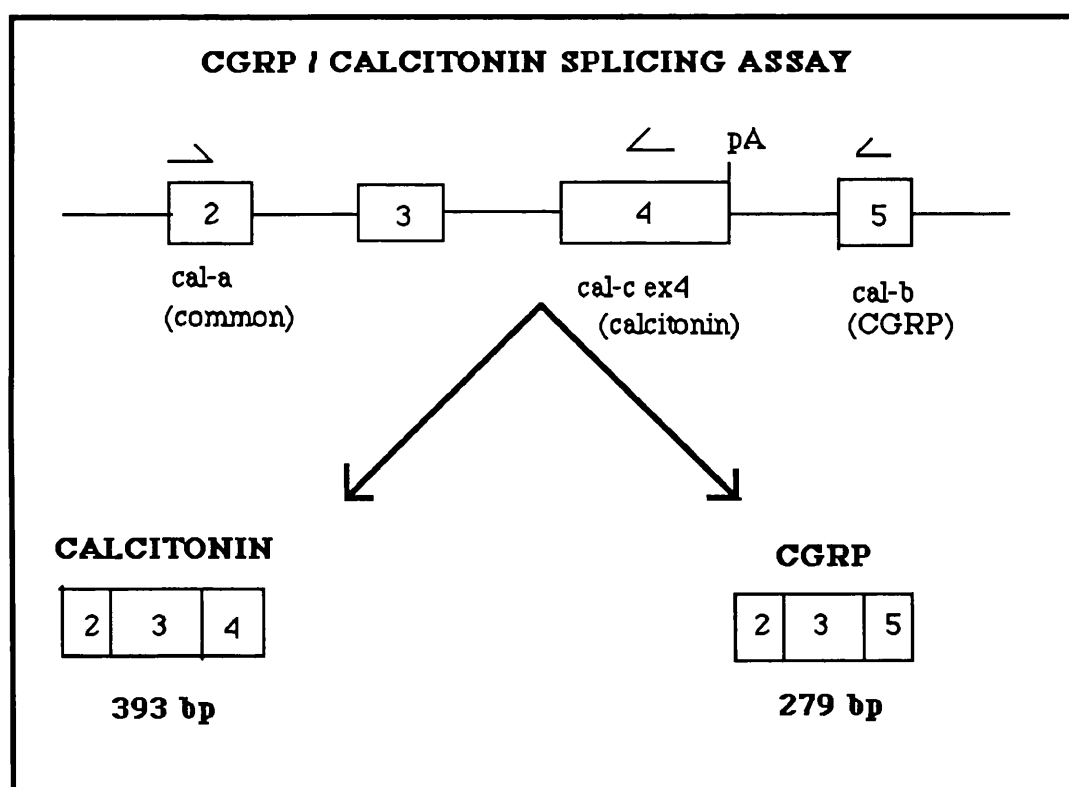 CGRP / CALCITONIN SPLICING ASSAY
pA
2 3 4 5
cal-a
(common)
cal-c ex4
(calcitonin)
cal-b
(CGRP)
CALCITONIN
2 3 4
393 bp
CGRP
2 3 5
279 bp